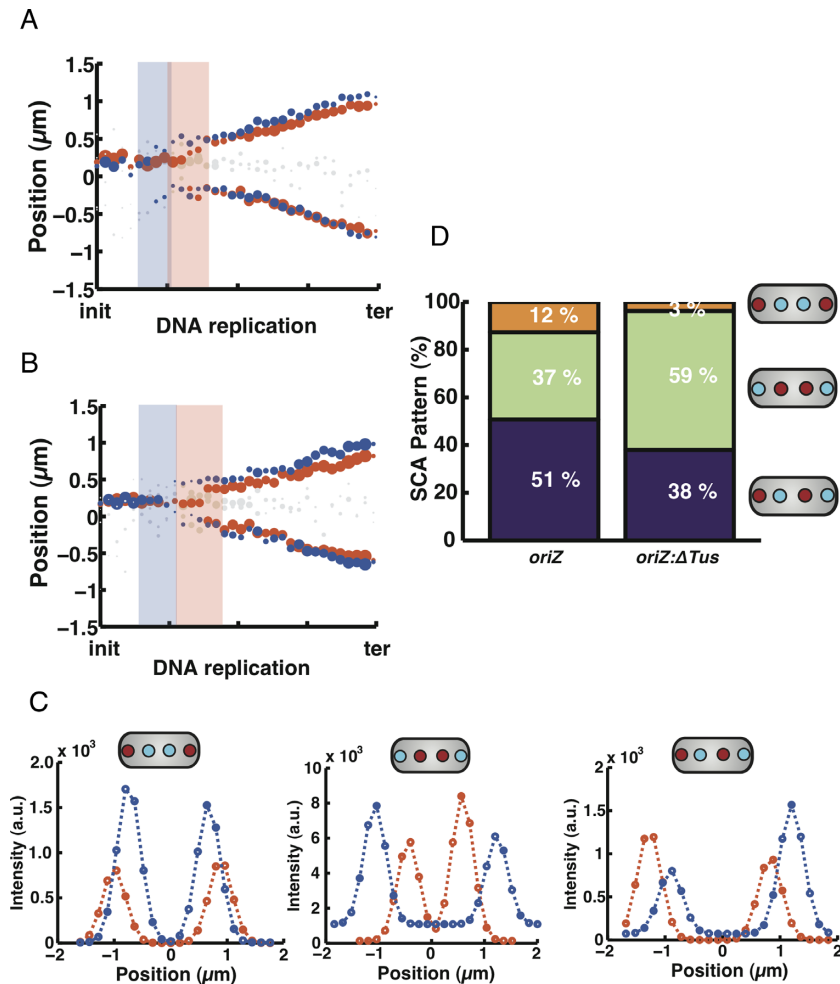 A
Position (µm)
1.5
1
0.5
0
−0.5
−1
−1.5
init
ter
DNA replication
B
Position (µm)
1.5
1
0.5
0
−0.5
−1
−1.5
init
ter
DNA replication
D
SCA Pattern (%)
100
80
60
40
20
0
12 %
37 %
51 %
3 %
59 %
38 %
oriZ
oriZ:ΔTus
C
x 10³
Intensity (a.u.)
2.0
1.5
1.0
0.5
0
−2
−1
0
1
2
Position (µm)
x 10³
Intensity (a.u.)
10
8
6
4
2
0
−2
−1
0
1
2
Position (µm)
x 10³
Intensity (a.u.)
2
1.5
1
0.5
0
−2
−1
0
1
2
Position (µm)